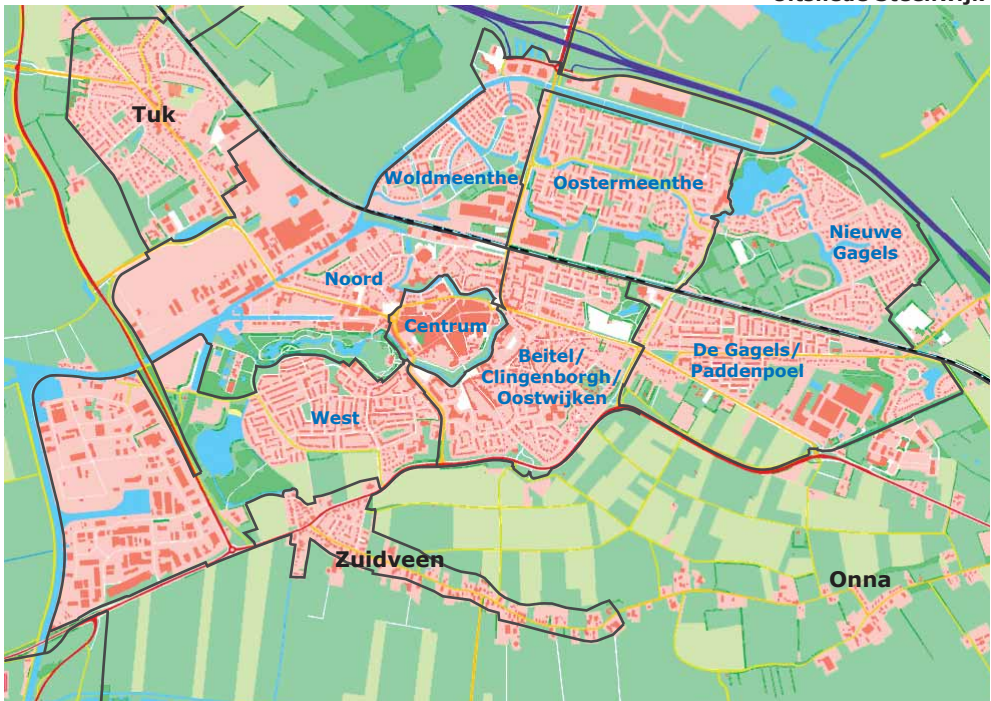 Tuk
Woldmeenthe
Oostermeenthe
Nieuwe
Gagels
Noord
Centrum
Beitel/
Clingenborgh/
Oostwijken
De Gagels/
Paddenpoel
West
Zuidveen
Onna